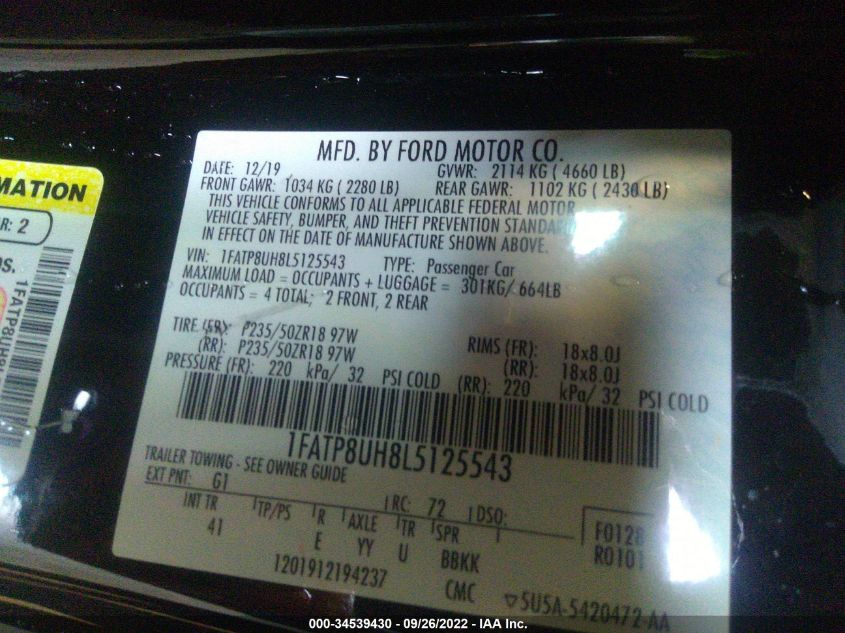 MFD. BY FORD MOTOR CO.
DATE: 12/19 GVWR: 2114 KG ( 4660 LB)
FRONT GAWR: 1034 KG ( 2280 LB) REAR GAWR: 1102 KG ( 2430 LB)
THIS VEHICLE CONFORMS TO ALL APPLICABLE FEDERAL MOTOR
VEHICLE SAFETY, BUMPER, AND THEFT PREVENTION STANDARDS
IN EFFECT ON THE DATE OF MANUFACTURE SHOWN ABOVE.
VIN: 1FATP8UH8L5125543 TYPE: Passenger Car
MAXIMUM LOAD = OCCUPANTS + LUGGAGE = 301KG/ 664LB
OCCUPANTS = 4 TOTAL; 2 FRONT, 2 REAR
TIRE (FR): P235/50ZR18 97W RIMS (FR): 18x8.0J
(RR): P235/50ZR18 97W (RR): 18x8.0J
PRESSURE (FR): 220 kPa/ 32 PSI COLD (RR): 220 kPa/ 32 PSI COLD
1FATP8UH8L5125543
TRAILER TOWING - SEE OWNER GUIDE
EXT PNT: G1 RC: 72 DSO:
INT TR TP/PS R AXLE TR SPR F0128
41 E YY U BBKK R0101
1201912194237 CMC 5U5A-5420472-AA
MATION
R: 2
OS.
1FATP8UH8
000-34539430 - 09/26/2022 - IAA Inc.